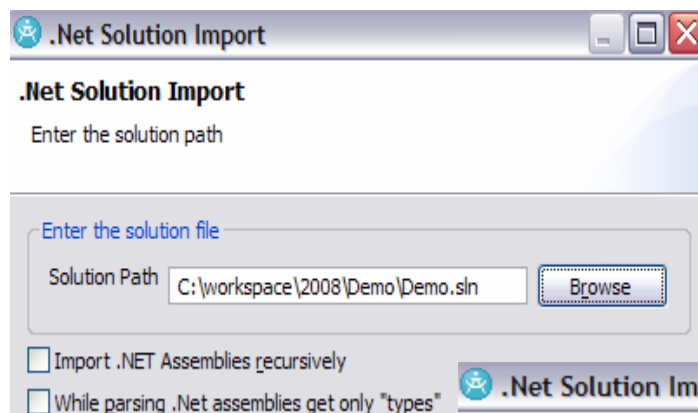 .Net Solution Import
.Net Solution Import
Enter the solution path
Enter the solution file
Solution Path C:\workspace\2008\Demo\Demo.sln Browse
Import .NET Assemblies recursively
While parsing .Net assemblies get only "types"
.Net Solution Im